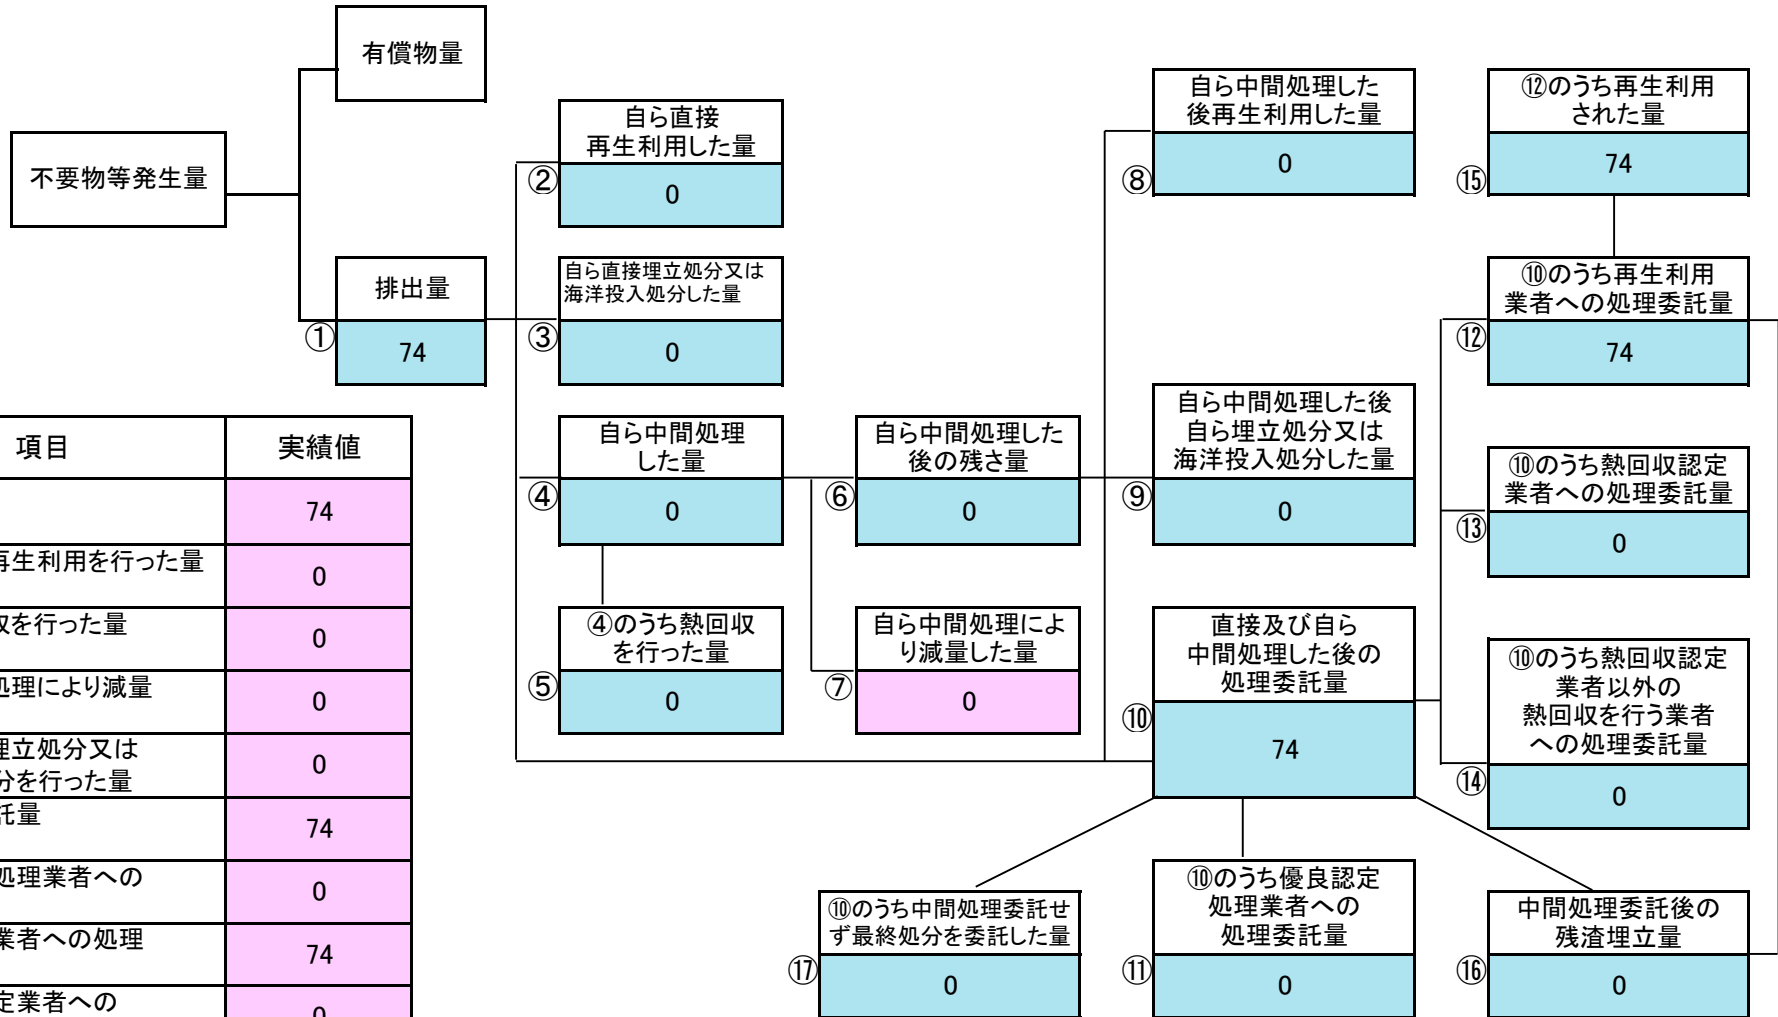 有償物量
不要物等発生量
排出量
①
74
自ら直接
再生利用した量
②
0
自ら直接埋立処分又は
海洋投入処分した量
③
0
自ら中間処理
した量
④
0
④のうち熱回収
を行った量
⑤
0
自ら中間処理した
後の残さ量
⑥
0
自ら中間処理によ
り減量した量
⑦
0
自ら中間処理した
後再生利用した量
⑧
0
自ら中間処理した後
自ら埋立処分又は
海洋投入処分した量
⑨
0
直接及び自ら
中間処理した後の
処理委託量
⑩
74
⑫のうち再生利用
された量
⑮
74
⑩のうち再生利用
業者への処理委託量
⑫
74
⑩のうち熱回収認定
業者への処理委託量
⑬
0
⑩のうち熱回収認定
業者以外の
熱回収を行う業者
への処理委託量
⑭
0
⑩のうち中間処理委託せ
ず最終処分を委託した量
⑰
0
⑩のうち優良認定
処理業者への
処理委託量
⑪
0
中間処理委託後の
残渣埋立量
⑯
0
項目 実績値
74
再生利用を行った量
0
を行った量
0
処理により減量
0
埋立処分又は
分を行った量
0
託量
74
処理業者への
0
業者への処理
74
定業者への
0